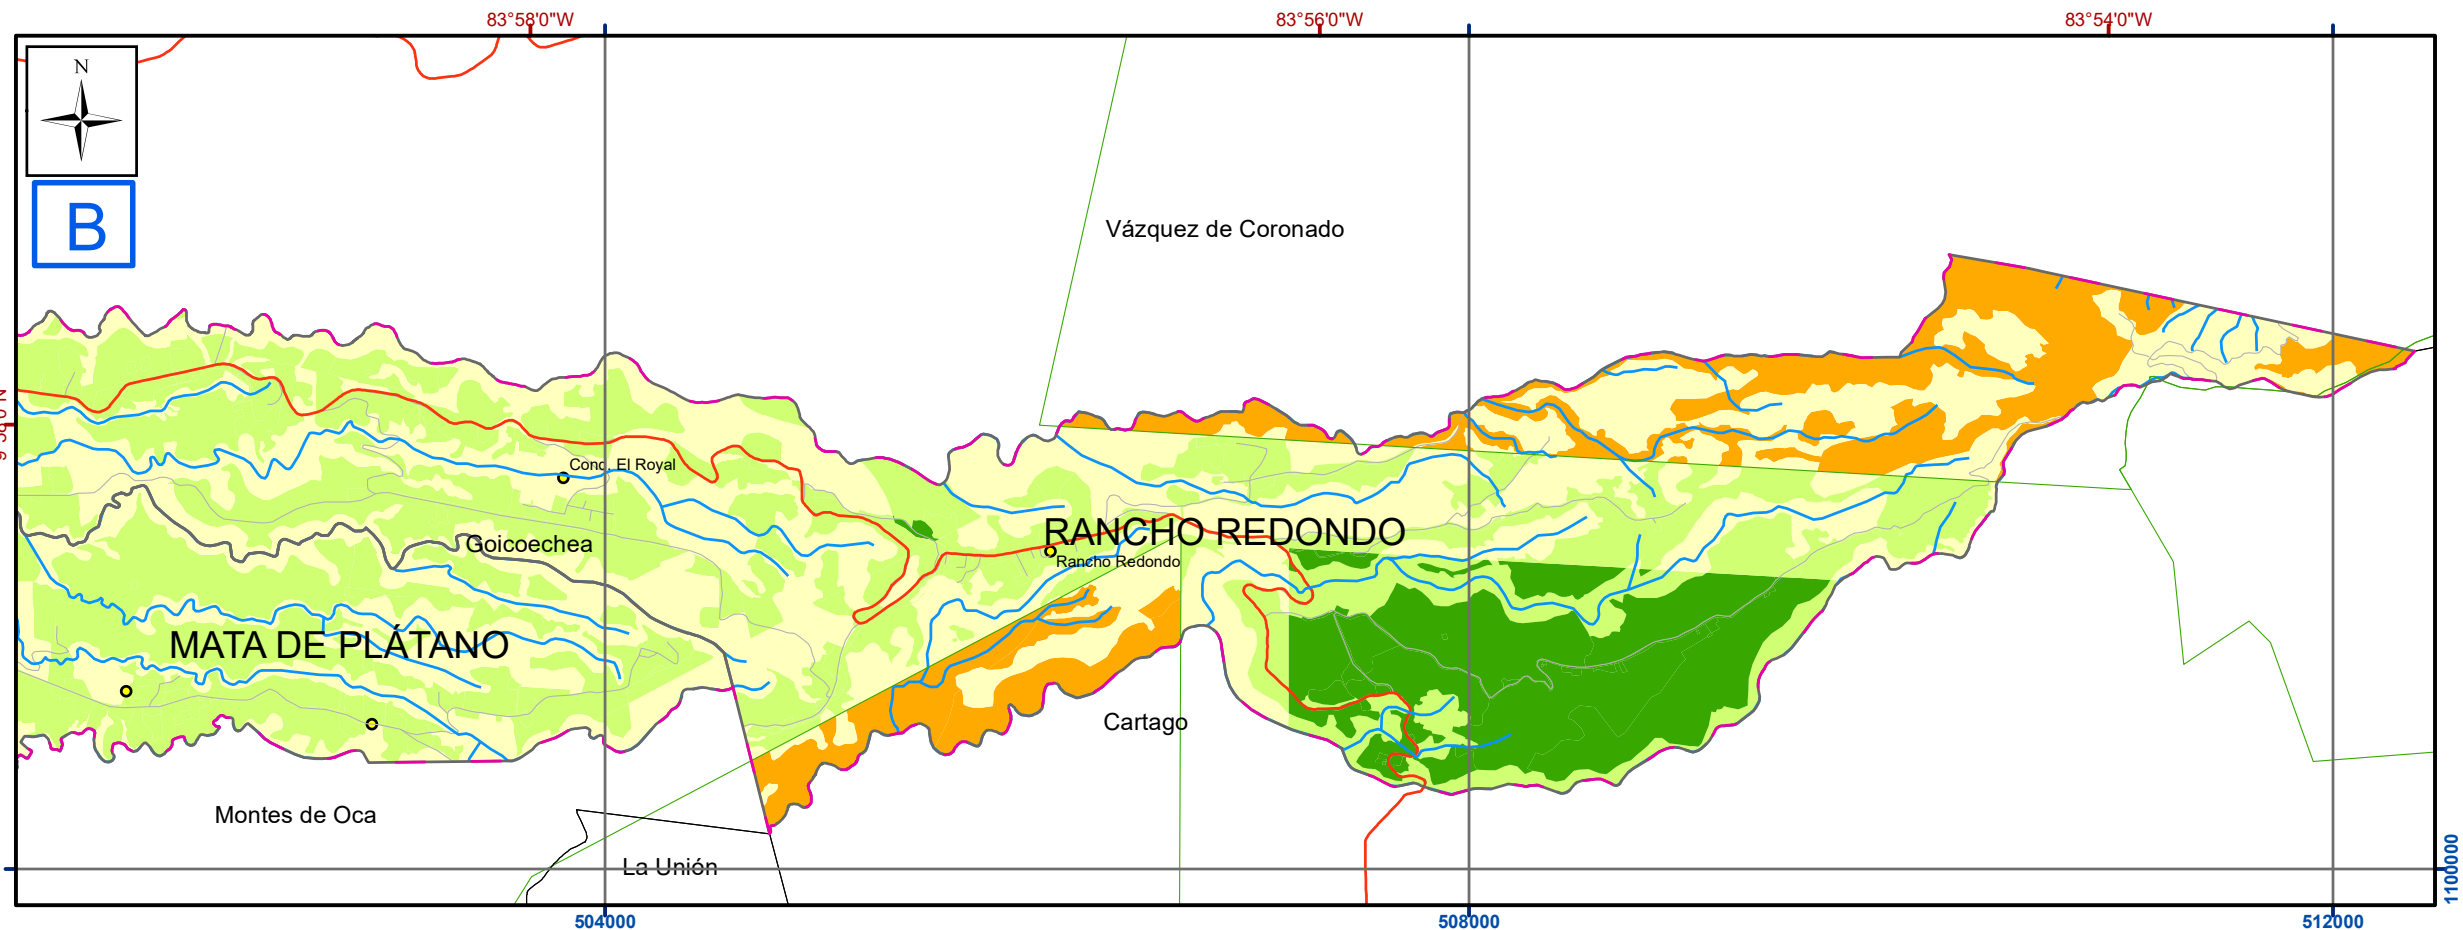 83°58'0"W
83°56'0"W
83°54'0"W
N
B
Vázquez de Coronado
Cond. El Royal
RANCHO REDONDO
Goicoechea
Rancho Redondo
MATA DE PLÁTANO
Cartago
Montes de Oca
La Unión
1100000
504000
508000
512000